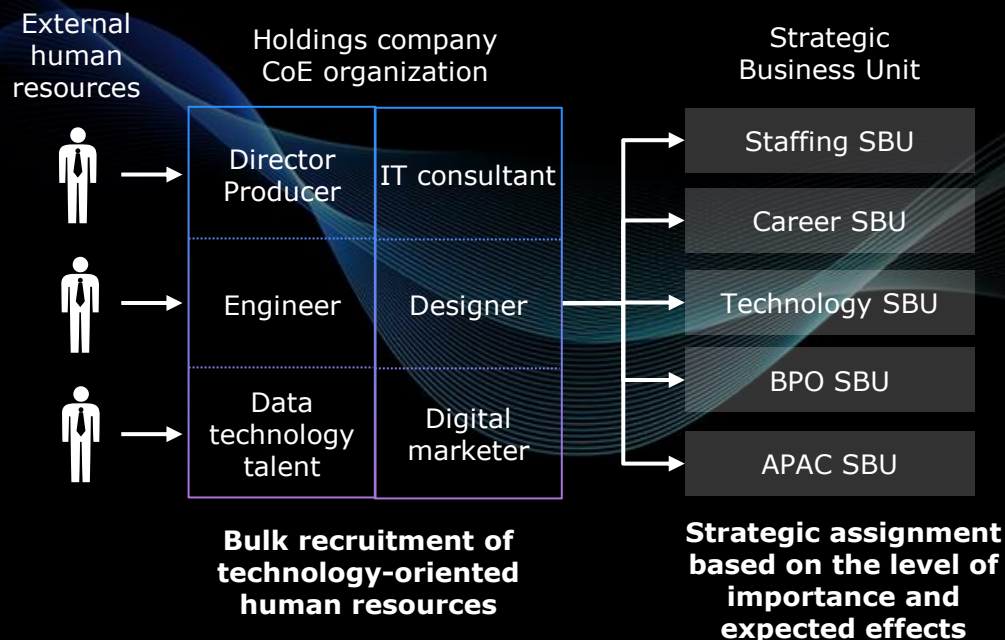 External
human
resources
Holdings company
CoE organization
Strategic
Business Unit
Director
Producer
IT consultant
Engineer
Designer
Data
technology
talent
Digital
marketer
Staffing SBU
Career SBU
Technology SBU
BPO SBU
APAC SBU
Bulk recruitment of
technology-oriented
human resources
Strategic assignment
based on the level of
importance and
expected effects